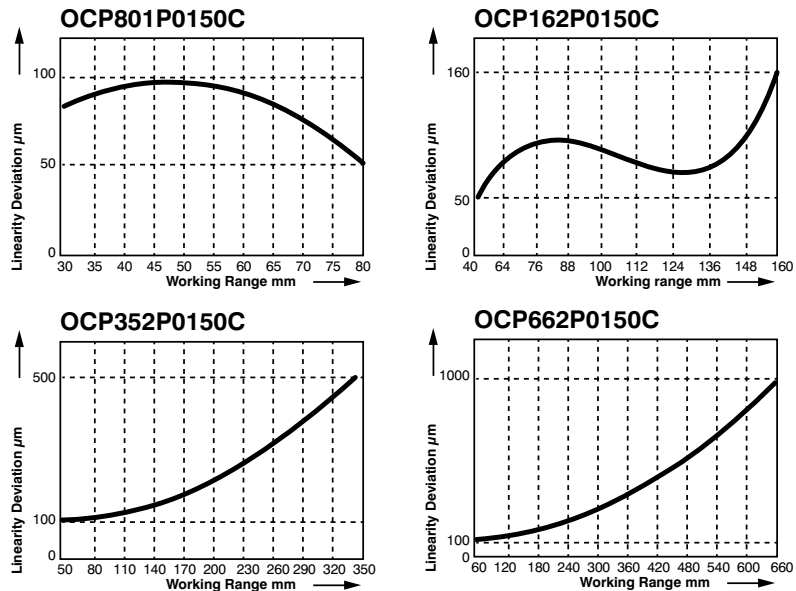 OCP801P0150C
Linearity Deviation µm
100
50
0
30 35 40 45 50 55 60 65 70 75 80
Working Range mm
OCP162P0150C
Linearity Deviation µm
160
50
0
40 64 76 88 100 112 124 136 148 160
Working range mm
OCP352P0150C
Linearity Deviation µm
500
100
0
50 80 110 140 170 200 230 260 290 320 350
Working Range mm
OCP662P0150C
Linearity Deviation µm
1000
100
0
60 120 180 240 300 360 420 480 540 600 660
Working Range mm